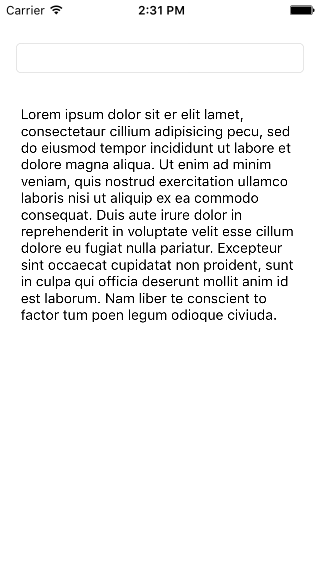 Carrier 2:31 PM
Lorem ipsum dolor sit er elit lamet,
consectetaur cillium adipisicing pecu, sed
do eiusmod tempor incididunt ut labore et
dolore magna aliqua. Ut enim ad minim
veniam, quis nostrud exercitation ullamco
laboris nisi ut aliquip ex ea commodo
consequat. Duis aute irure dolor in
reprehenderit in voluptate velit esse cillum
dolore eu fugiat nulla pariatur. Excepteur
sint occaecat cupidatat non proident, sunt
in culpa qui officia deserunt mollit anim id
est laborum. Nam liber te conscient to
factor tum poen legum odioque civiuda.